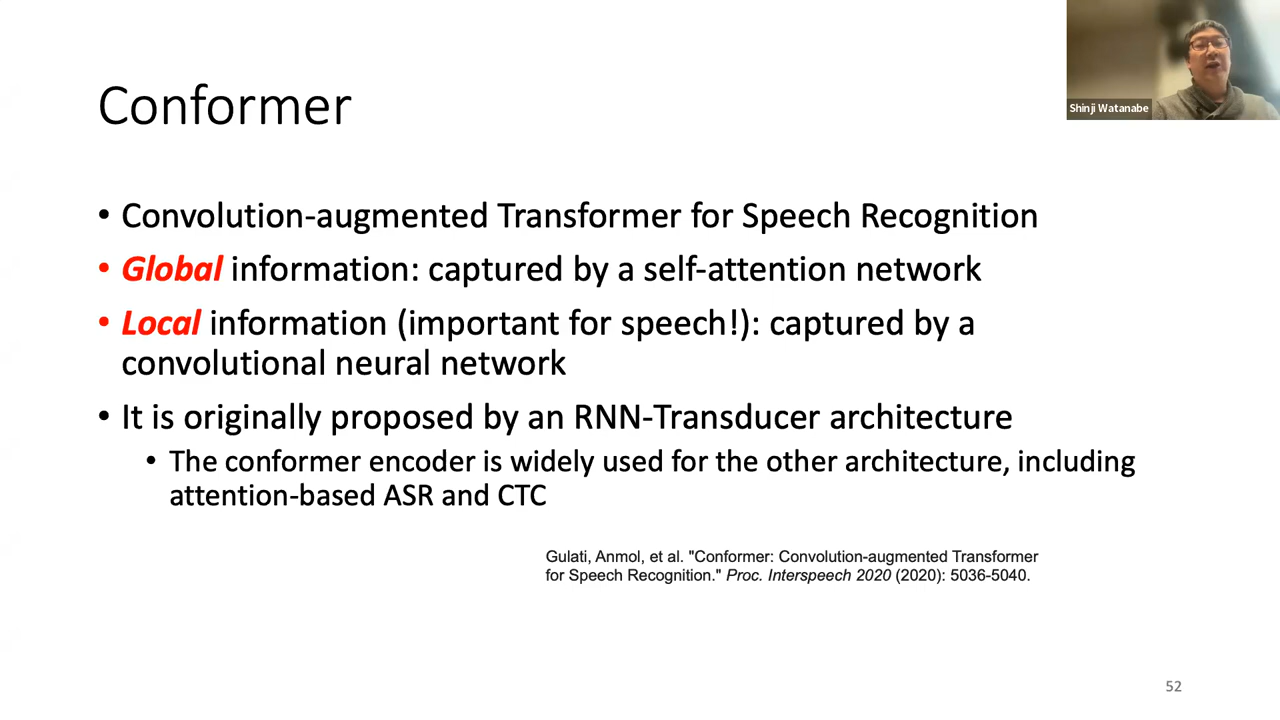 Shinji Watanabe
Conformer
• Convolution-augmented Transformer for Speech Recognition
• Global information: captured by a self-attention network
• Local information (important for speech!): captured by a
convolutional neural network
• It is originally proposed by an RNN-Transducer architecture
• The conformer encoder is widely used for the other architecture, including
attention-based ASR and CTC
Gulati, Anmol, et al. "Conformer: Convolution-augmented Transformer
for Speech Recognition." Proc. Interspeech 2020 (2020): 5036-5040.
52